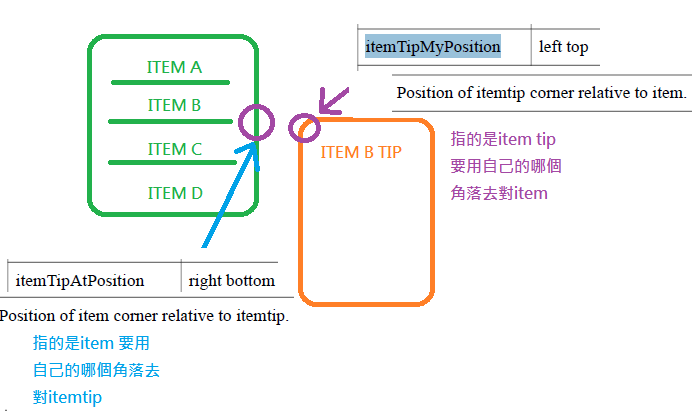 ITEM A
ITEM B
ITEM C
ITEM D
itemTipMyPosition left top
Position of itemtip corner relative to item.
ITEM B TIP
指的是item tip
要用自己的哪個
角落去對item
itemTipAtPosition right bottom
Position of item corner relative to itemtip.
指的是item 要用
自己的哪個角落去
對itemtip